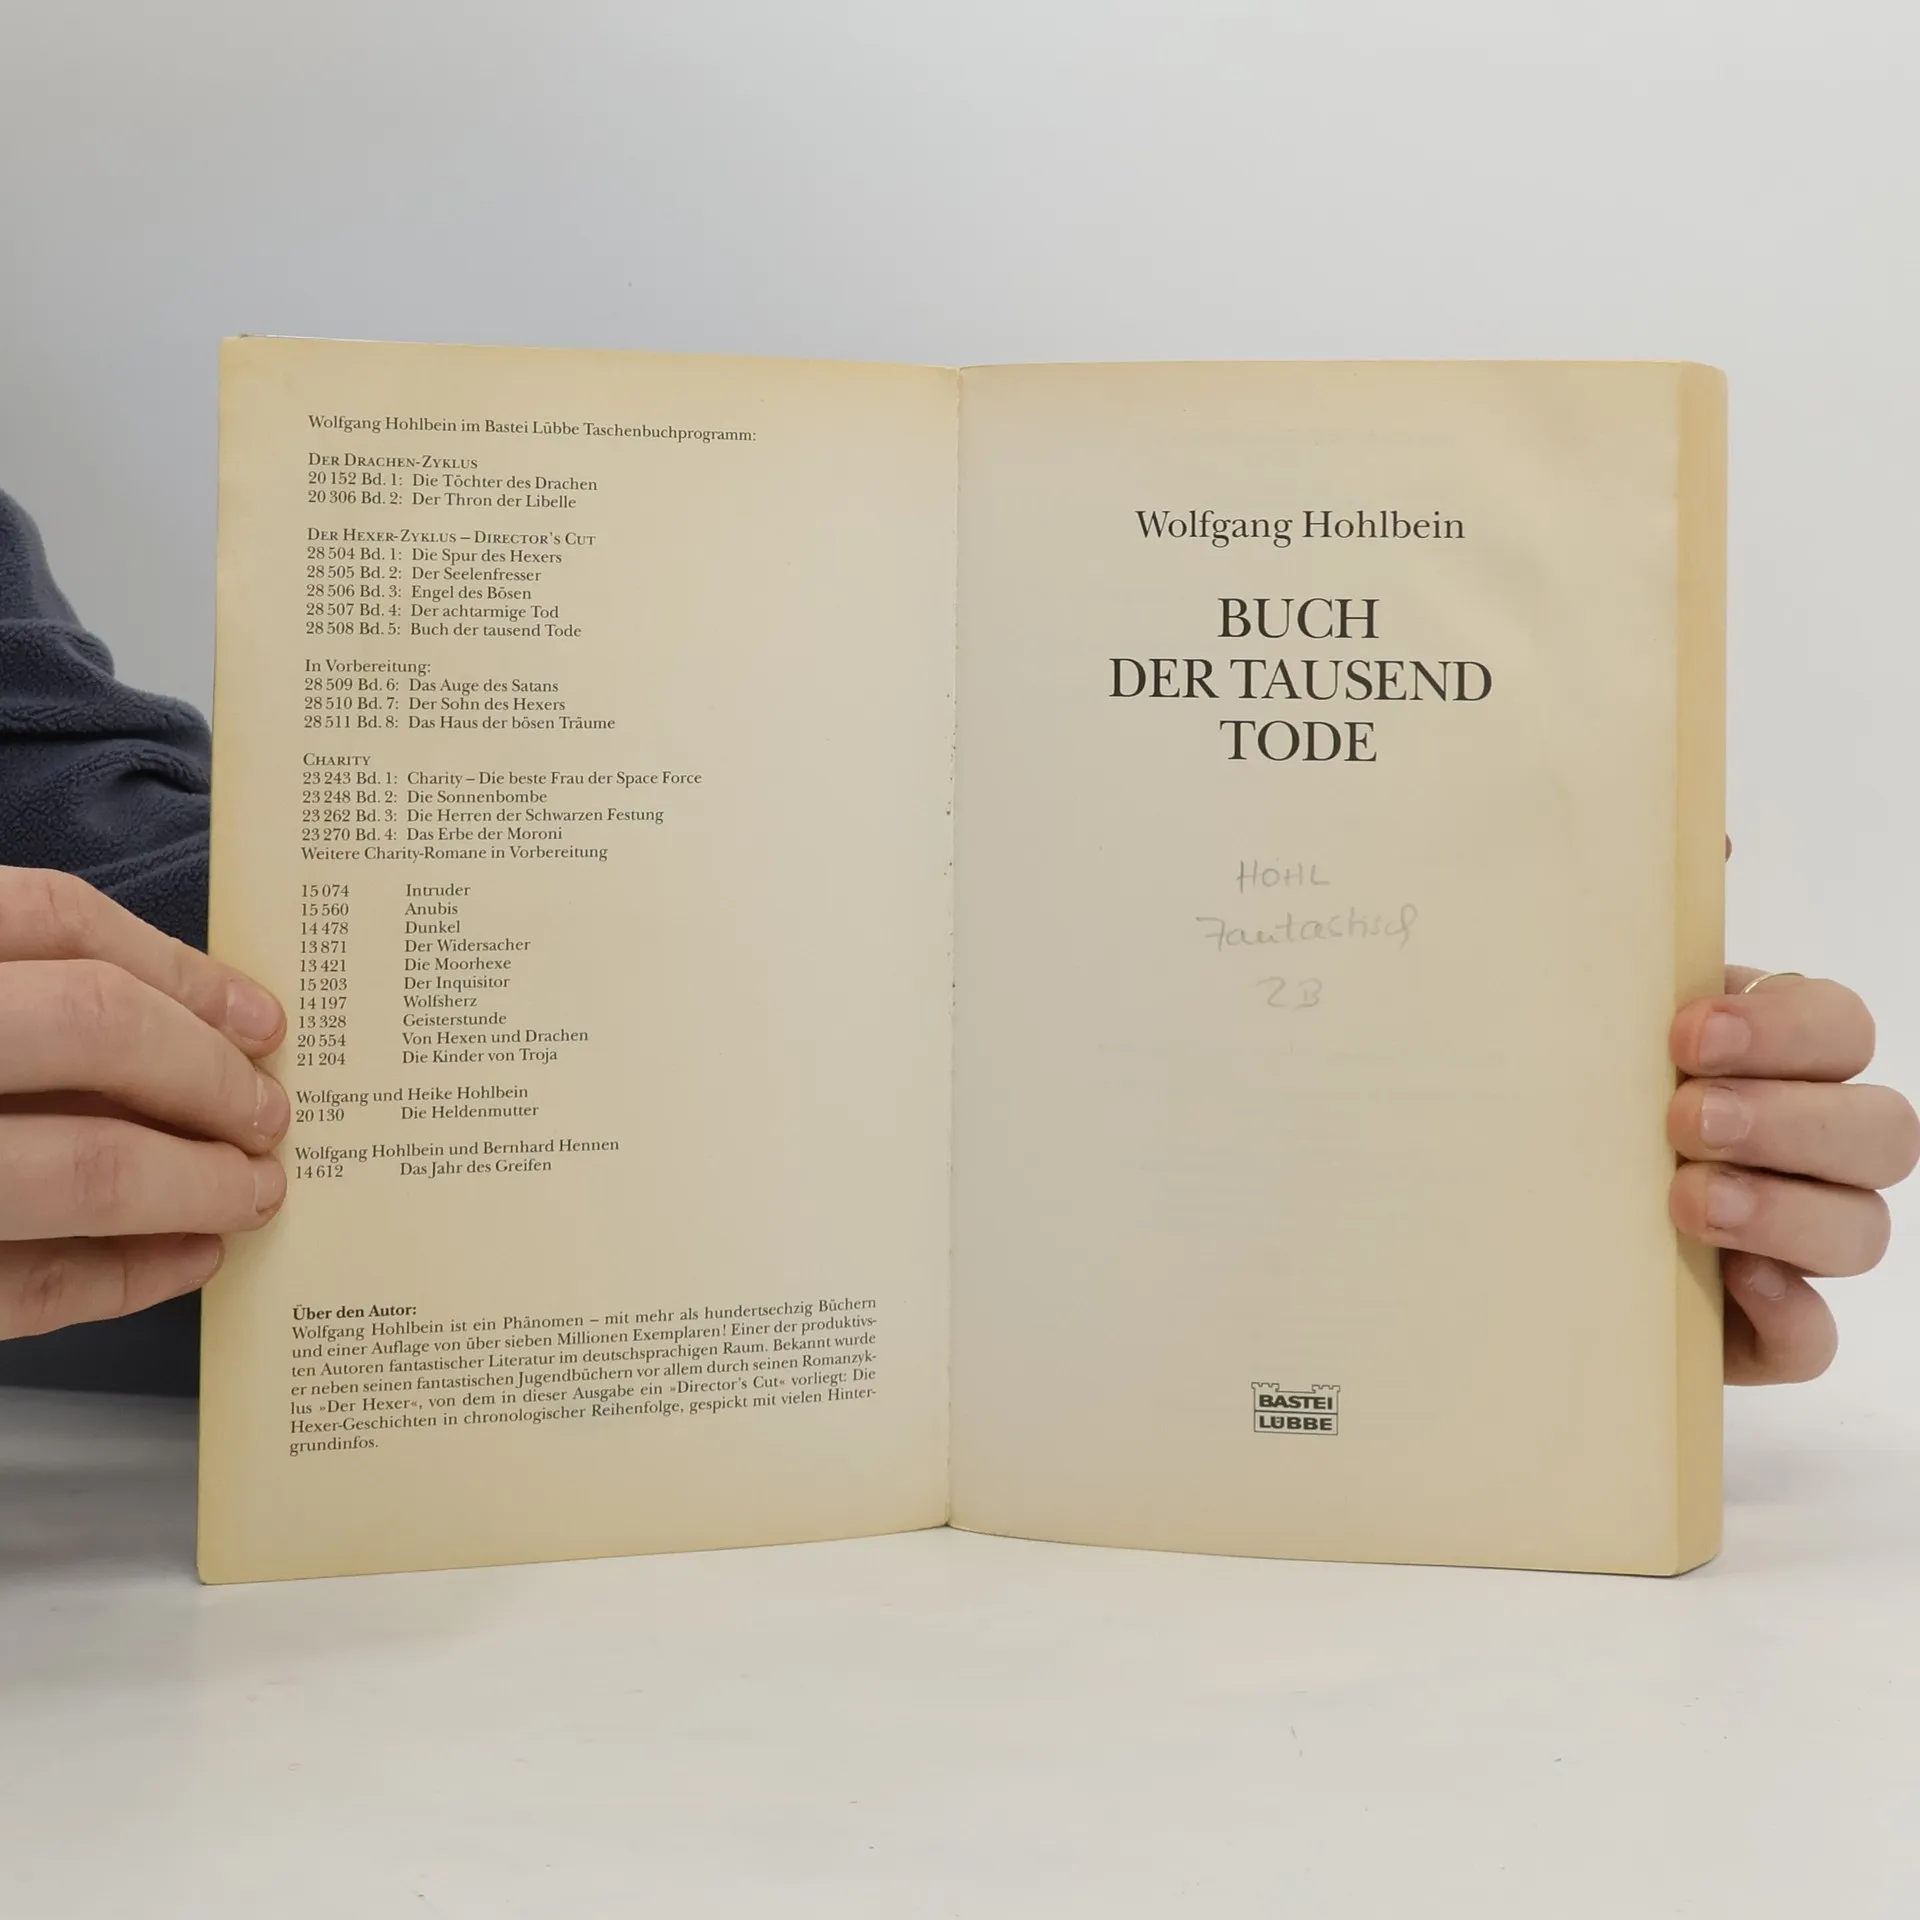 Wolfgang Hohlbein im Bastei Lübbe Taschenbuchprogramm:
DER DRACHEN-ZYKLUS
20 152 Bd. 1: Die Töchter des Drachen
20 306 Bd. 2: Der Thron der Libelle
DER HEXER-ZYKLUS – DIRECTOR'S CUT
28 504 Bd. 1: Die Spur des Hexers
28 505 Bd. 2: Der Seelenfresser
28 506 Bd. 3: Engel des Bösen
28 507 Bd. 4: Der achtarmige Tod
28 508 Bd. 5: Buch der tausend Tode
In Vorbereitung:
28 509 Bd. 6: Das Auge des Satans
28 510 Bd. 7: Der Sohn des Hexers
28 511 Bd. 8: Das Haus der bösen Träume
CHARITY
23 243 Bd. 1: Charity – Die beste Frau der Space Force
23 248 Bd. 2: Die Sonnenbombe
23 262 Bd. 3: Die Herren der Schwarzen Festung
23 270 Bd. 4: Das Erbe der Moroni
Weitere Charity-Romane in Vorbereitung
15 074 Intruder
15 560 Anubis
14 478 Dunkel
13 871 Der Widersacher
13 421 Die Moorhexe
15 203 Der Inquisitor
14 197 Wolfsherz
13 328 Geisterstunde
20 554 Von Hexen und Drachen
21 204 Die Kinder von Troja
Wolfgang und Heike Hohlbein
20 130 Die Heldenmutter
Wolfgang Hohlbein und Bernhard Hennen
14 612 Das Jahr des Greifen
Über den Autor:
Wolfgang Hohlbein ist ein Phänomen – mit mehr als hundertsechzig Büchern
und einer Auflage von über sieben Millionen Exemplaren! Einer der produktivs-
ten Autoren fantastischer Literatur im deutschsprachigen Raum. Bekannt wurde
er neben seinen fantastischen Jugendbüchern vor allem durch seinen Romanzyk-
lus »Der Hexer«, von dem in dieser Ausgabe ein »Director's Cut« vorliegt: Die
Hexer-Geschichten in chronologischer Reihenfolge, gespickt mit vielen Hinter-
grundinfos.
Wolfgang Hohlbein
BUCH
DER TAUSEND
TODE
HOHL
Fantastisch
2B
BASTEI
LÜBBE